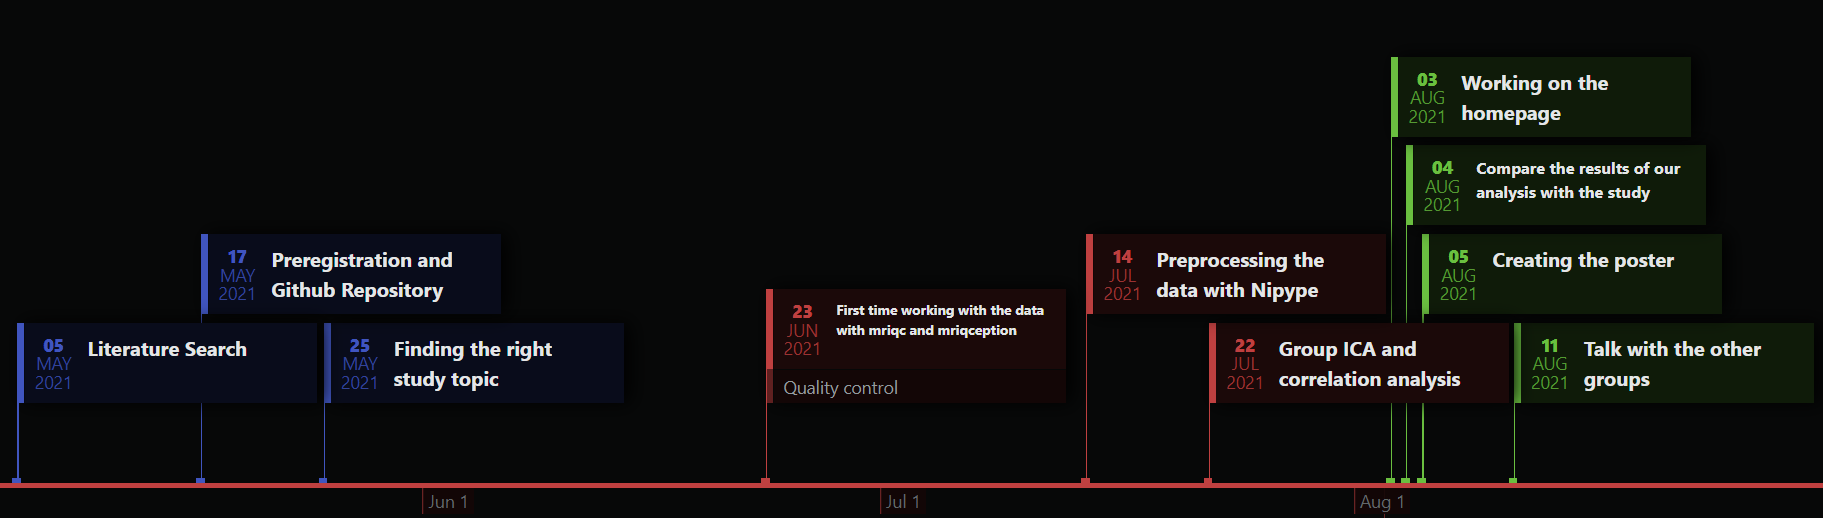 03
AUG
2021
Working on the
homepage
04
AUG
2021
Compare the results of our
analysis with the study
17
MAY
2021
Preregistration and
Github Repository
14
JUL
2021
Preprocessing the
data with Nipype
05
AUG
2021
Creating the poster
23
JUN
2021
First time working with the data
with mriqc and mriqception
Quality control
05
MAY
2021
Literature Search
25
MAY
2021
Finding the right
study topic
22
JUL
2021
Group ICA and
correlation analysis
11
AUG
2021
Talk with the other
groups
Jun 1
Jul 1
Aug 1